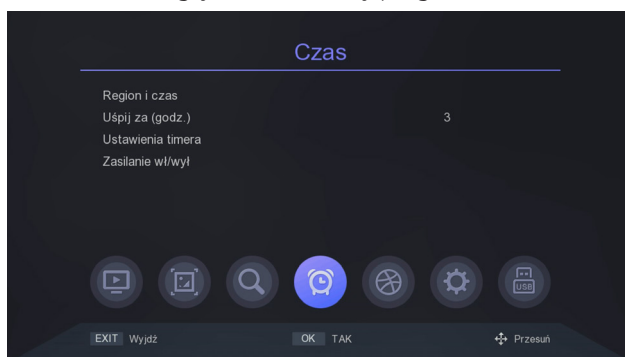 Czas
Region i czas
Uśpij za (godz.) 3
Ustawienia timera
Zasilanie wł/wył
USB
EXIT Wyjdź OK TAK Przesuń